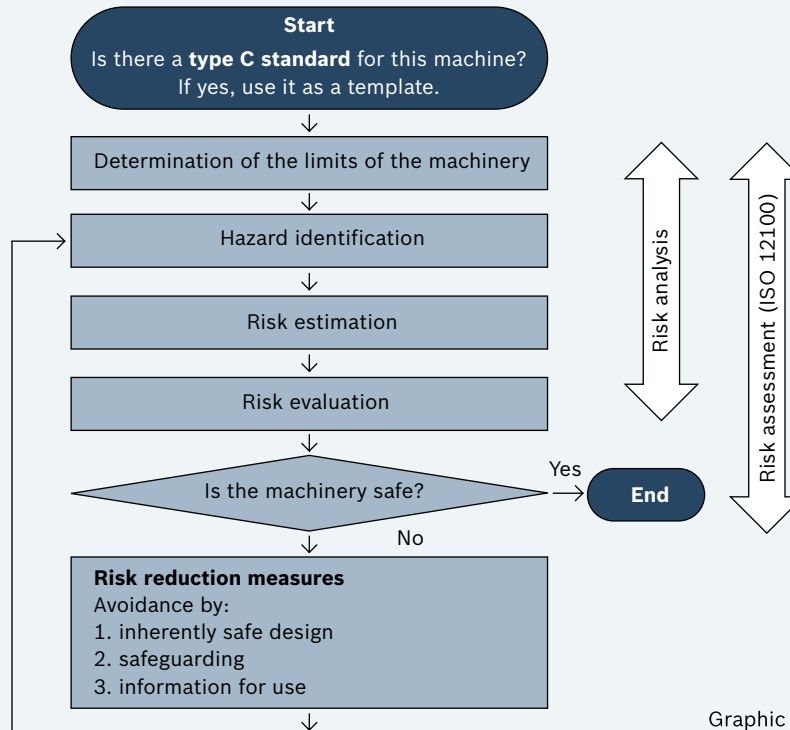 Start
Is there a type C standard for this machine?
If yes, use it as a template.
Determination of the limits of the machinery
Hazard identification
Risk estimation
Risk evaluation
Is the machinery safe?
Yes
End
No
Risk reduction measures
Avoidance by:
1. inherently safe design
2. safeguarding
3. information for use
Risk analysis
Risk assessment (ISO 12100)
Graphic